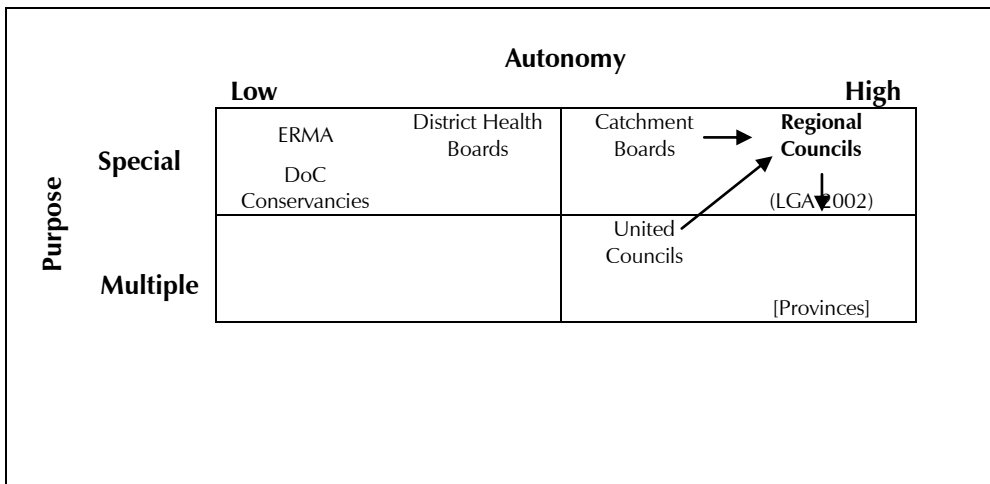 Autonomy
Low High
ERMA
District Health
Boards
Catchment
Boards
Regional
Councils
Special
DoC
Conservancies
(LGA 2002)
Purpose
United
Councils
Multiple
[Provinces]